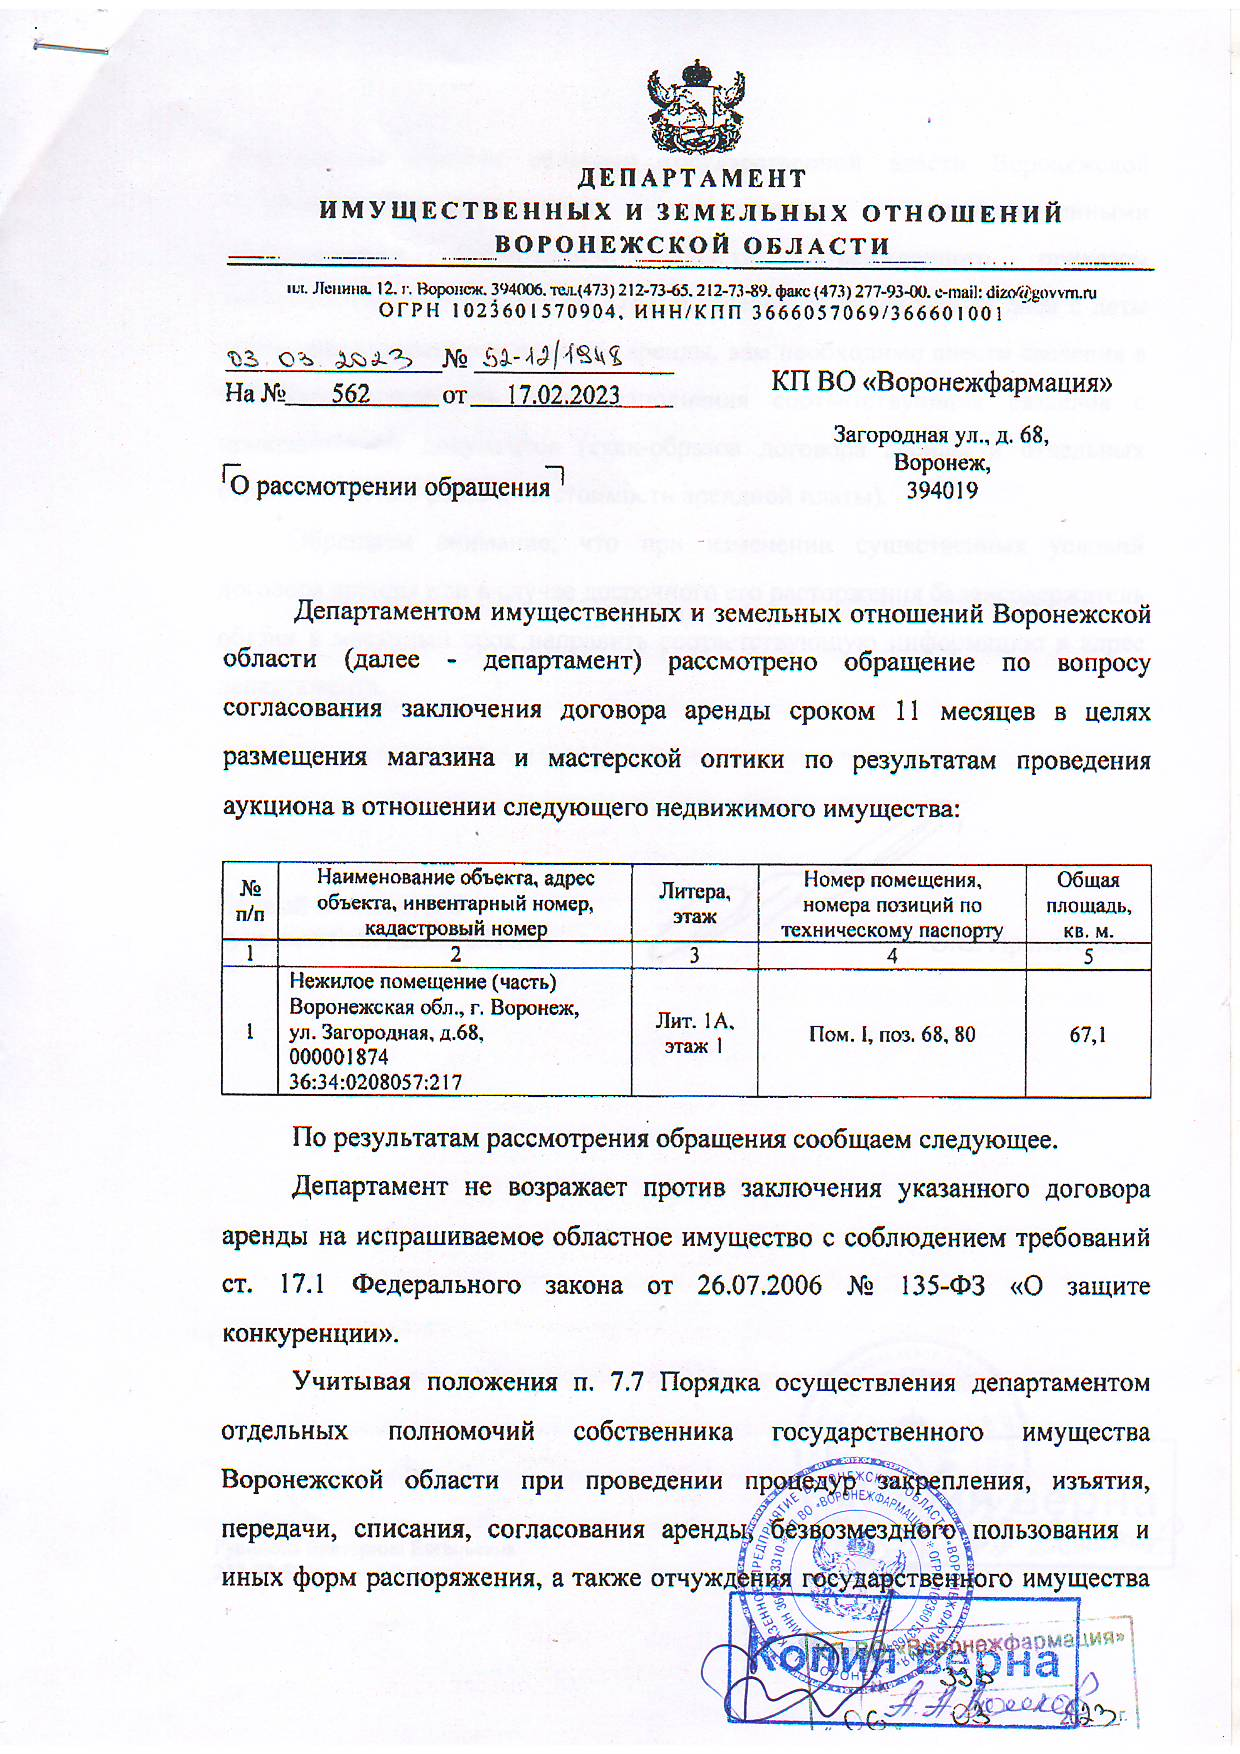 ДЕПАРТАМЕНТ
ИМУЩЕСТВЕННЫХ И ЗЕМЕЛЬНЫХ ОТНОШЕНИЙ
ВОРОНЕЖСКОЙ ОБЛАСТИ
пл. Ленина, 12, г. Воронеж, 394006, тел.(473) 212-73-65, 212-73-89, факс (473) 277-93-00, e-mail: dizo@govvrn.ru
ОГРН 1023601570904, ИНН/КПП 3666057069/366601001
03.03.2023 № 52-12/1948
На № 562 от 17.02.2023
КП ВО «Воронежфармация»
Загородная ул., д. 68,
Воронеж,
394019
О рассмотрении обращения
Департаментом имущественных и земельных отношений Воронежской
области (далее - департамент) рассмотрено обращение по вопросу
согласования заключения договора аренды сроком 11 месяцев в целях
размещения магазина и мастерской оптики по результатам проведения
аукциона в отношении следующего недвижимого имущества:
№ п/п
Наименование объекта, адрес
объекта, инвентарный номер,
кадастровый номер
Литера,
этаж
Номер помещения,
номера позиций по
техническому паспорту
Общая
площадь,
кв. м.
1 2 3 4 5
1
Нежилое помещение (часть)
Воронежская обл., г. Воронеж,
ул. Загородная, д.68,
000001874
36:34:0208057:217
Лит. 1А,
этаж 1
Пом. I, поз. 68, 80
67,1
По результатам рассмотрения обращения сообщаем следующее.
Департамент не возражает против заключения указанного договора
аренды на испрашиваемое областное имущество с соблюдением требований
ст. 17.1 Федерального закона от 26.07.2006 № 135-ФЗ «О защите
конкуренции».
Учитывая положения п. 7.7 Порядка осуществления департаментом
отдельных полномочий собственника государственного имущества
Воронежской области при проведении процедур закрепления, изъятия,
передачи, списания, согласования аренды, безвозмездного пользования и
иных форм распоряжения, а также отчуждения государственного имущества
КП ВО «Воронежфармация»
Копия верна
330
06 03 2023 г.